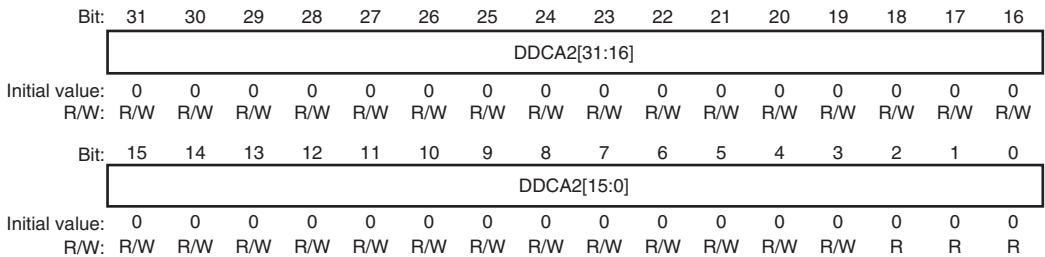 Bit: 31 30 29 28 27 26 25 24 23 22 21 20 19 18 17 16
DDCA2[31:16]
Initial value: 0 0 0 0 0 0 0 0 0 0 0 0 0 0 0 0
R/W: R/W R/W R/W R/W R/W R/W R/W R/W R/W R/W R/W R/W R/W R/W R/W R/W
Bit: 15 14 13 12 11 10 9 8 7 6 5 4 3 2 1 0
DDCA2[15:0]
Initial value: 0 0 0 0 0 0 0 0 0 0 0 0 0 0 0 0
R/W: R/W R/W R/W R/W R/W R/W R/W R/W R/W R/W R/W R/W R/W R R R